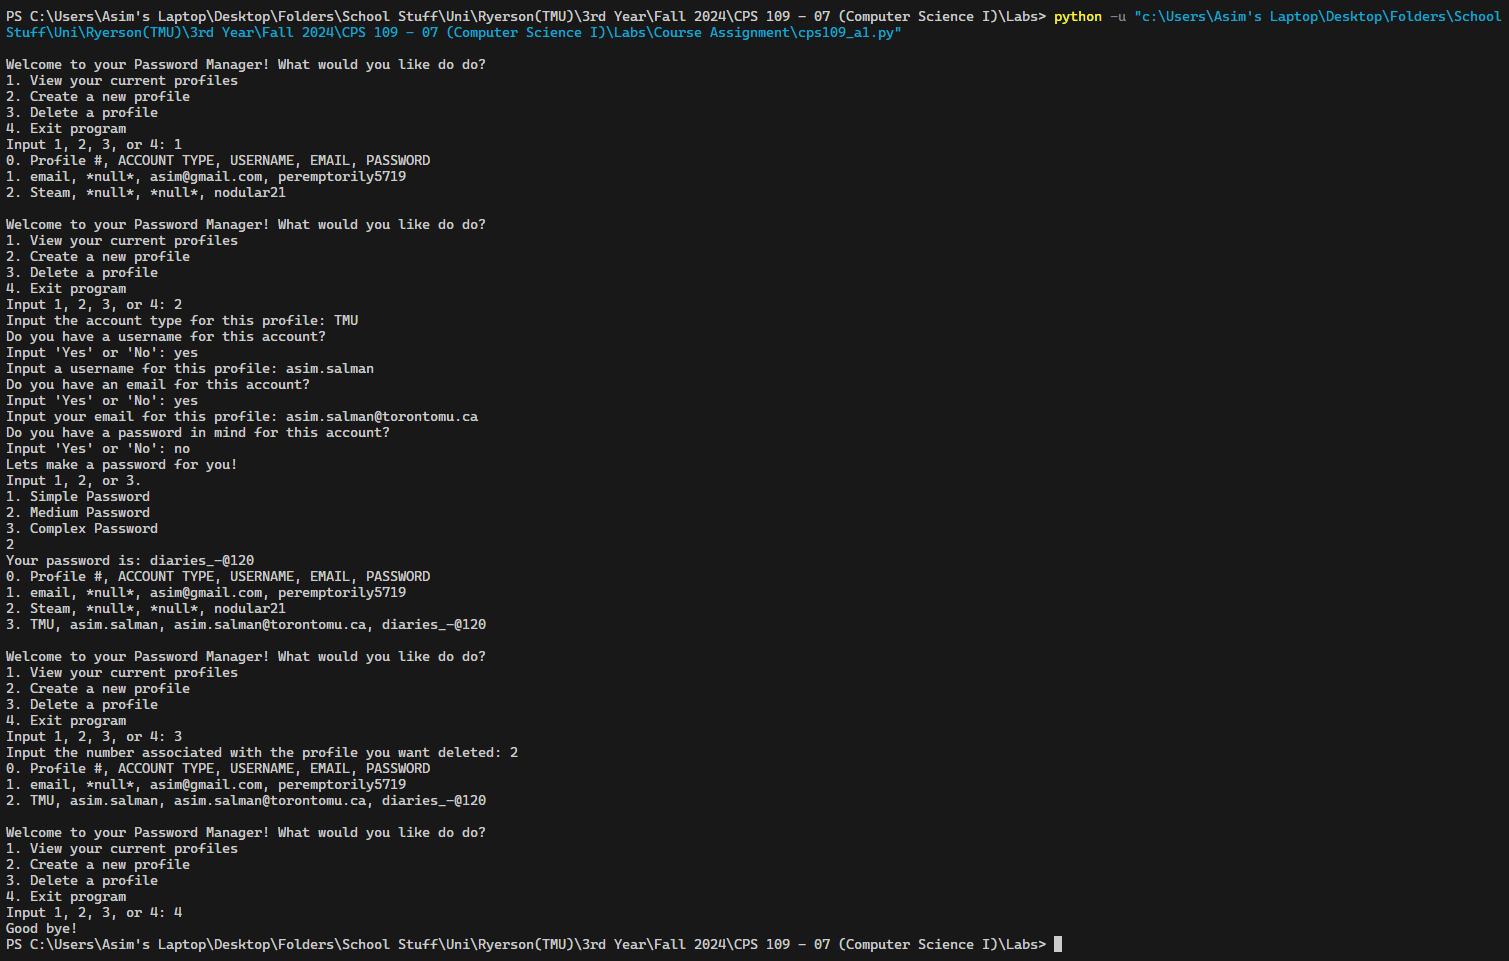 PS C:\Users\Asim's Laptop\Desktop\Folders\School Stuff\Uni\Ryerson(TMU)\3rd Year\Fall 2024\CPS 109 - 07 (Computer Science I)\Labs> python -u "c:\Users\Asim's Laptop\Desktop\Folders\School
Stuff\Uni\Ryerson(TMU)\3rd Year\Fall 2024\CPS 109 - 07 (Computer Science I)\Labs\Course Assignment\cps109_a1.py"
Welcome to your Password Manager! What would you like do do?
1. View your current profiles
2. Create a new profile
3. Delete a profile
4. Exit program
Input 1, 2, 3, or 4: 1
0. Profile #, ACCOUNT TYPE, USERNAME, EMAIL, PASSWORD
1. email, *null*, asim@gmail.com, peremptorily5719
2. Steam, *null*, *null*, nodular21
Welcome to your Password Manager! What would you like do do?
1. View your current profiles
2. Create a new profile
3. Delete a profile
4. Exit program
Input 1, 2, 3, or 4: 2
Input the account type for this profile: TMU
Do you have a username for this account?
Input 'Yes' or 'No': yes
Input a username for this profile: asim.salman
Do you have an email for this account?
Input 'Yes' or 'No': yes
Input your email for this profile: asim.salman@torontomu.ca
Do you have a password in mind for this account?
Input 'Yes' or 'No': no
Lets make a password for you!
Input 1, 2, or 3.
1. Simple Password
2. Medium Password
3. Complex Password
2
Your password is: diaries_-@120
0. Profile #, ACCOUNT TYPE, USERNAME, EMAIL, PASSWORD
1. email, *null*, asim@gmail.com, peremptorily5719
2. Steam, *null*, *null*, nodular21
3. TMU, asim.salman, asim.salman@torontomu.ca, diaries_-@120
Welcome to your Password Manager! What would you like do do?
1. View your current profiles
2. Create a new profile
3. Delete a profile
4. Exit program
Input 1, 2, 3, or 4: 3
Input the number associated with the profile you want deleted: 2
0. Profile #, ACCOUNT TYPE, USERNAME, EMAIL, PASSWORD
1. email, *null*, asim@gmail.com, peremptorily5719
2. TMU, asim.salman, asim.salman@torontomu.ca, diaries_-@120
Welcome to your Password Manager! What would you like do do?
1. View your current profiles
2. Create a new profile
3. Delete a profile
4. Exit program
Input 1, 2, 3, or 4: 4
Good bye!
PS C:\Users\Asim's Laptop\Desktop\Folders\School Stuff\Uni\Ryerson(TMU)\3rd Year\Fall 2024\CPS 109 - 07 (Computer Science I)\Labs>